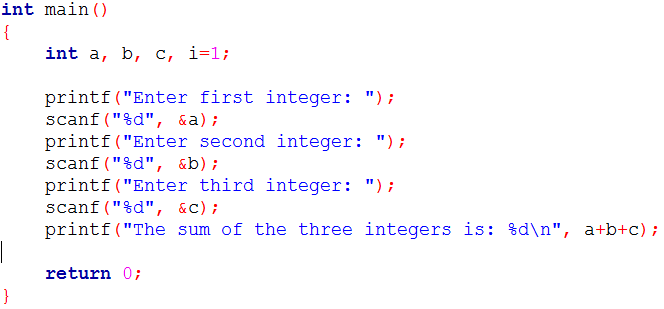 int main()
{
    int a, b, c, i=1;

    printf("Enter first integer: ");
    scanf("%d", &a);
    printf("Enter second integer: ");
    scanf("%d", &b);
    printf("Enter third integer: ");
    scanf("%d", &c);
    printf("The sum of the three integers is: %d\n", a+b+c);

    return 0;
}